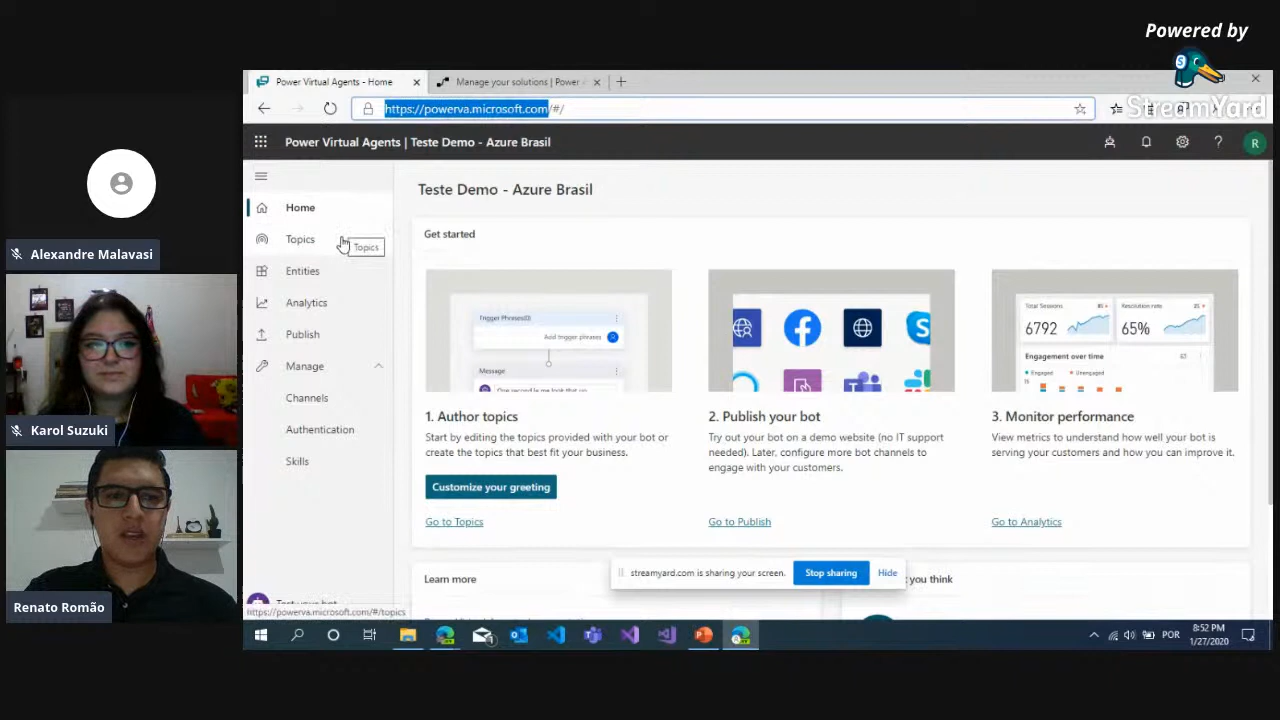 Powered by
StreamYard
Alexandre Malavasi
Karol Suzuki
Renato Romão
Power Virtual Agents - Home
Manage your solutions | Power
https://powerva.microsoft.com/#/
Power Virtual Agents | Teste Demo - Azure Brasil
R
Home
Topics
Topics
Entities
Analytics
Publish
Manage
Channels
Authentication
Skills
Teste Demo - Azure Brasil
Get started
Trigger Phrases(0)
Add trigger phrases
Message
1. Author topics
Start by editing the topics provided with your bot or
create the topics that best fit your business.
Customize your greeting
Go to Topics
2. Publish your bot
Try out your bot on a demo website (no IT support
needed). Later, configure more bot channels to
engage with your customers.
Go to Publish
Total Sessions
6792
Resolution rate
65%
Engagement over time
Engaged
Unengaged
3. Monitor performance
View metrics to understand how well your bot is
serving your customers and how you can improve it.
Go to Analytics
streamyard.com is sharing your screen.
Stop sharing
Hide
Learn more
you think
https://powerva.microsoft.com/#/topics
POR
8:52 PM
1/27/2020